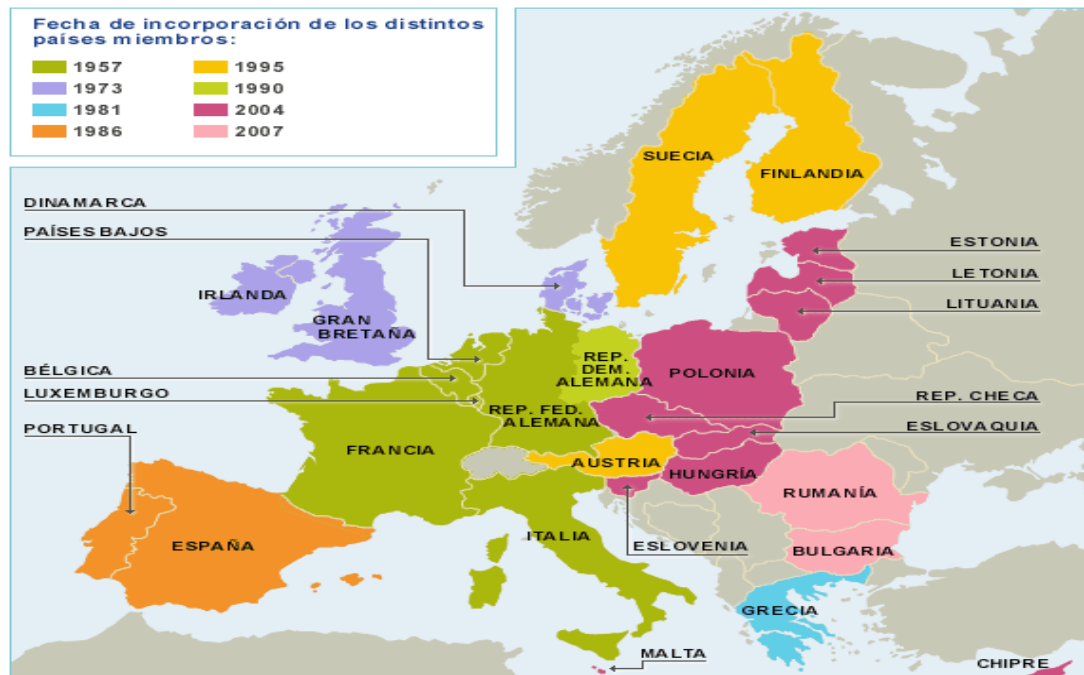 Fecha de incorporación de los distintos
países miembros:
1957
1995
1973
1990
1981
2004
1986
2007
SUECIA
FINLANDIA
DINAMARCA
PAÍSES BAJOS
ESTONIA
LETONIA
LITUANIA
IRLANDA
GRAN
BRETAÑA
BÉLGICA
LUXEMBURGO
PORTUGAL
REP.
DEM.
ALEMANA
POLONIA
REP. CHECA
REP. FED.
ALEMANA
ESLOVAQUIA
FRANCIA
AUSTRIA
HUNGRÍA
RUMANÍA
ITALIA
ESLOVENIA
BULGARIA
ESPAÑA
GRECIA
MALTA
CHIPRE